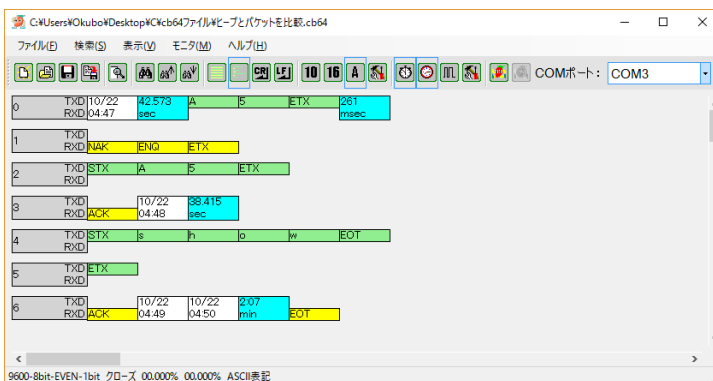 C:¥Users¥Okubo¥Desktop¥C¥cb64ファイル¥ヒープとパケットを比較.cb64
ファイル(F) 検索(S) 表示(V) モニタ(M) ヘルプ(H)
CR LF 10 16 A COMポート: COM3
0 TXD 10/22 42.573 A 5 ETX 261
RXD 04:47 sec msec
1 TXD
RXD NAK ENQ ETX
2 TXD STX A 5 ETX
RXD
3 TXD 10/22 38.415
RXD ACK 04:48 sec
4 TXD STX s h o w EOT
RXD
5 TXD ETX
RXD
6 TXD 10/22 10/22 2:07
RXD ACK 04:49 04:50 min EOT
9600-8bit-EVEN-1bit クローズ 00.000% 00.000% ASCII表記